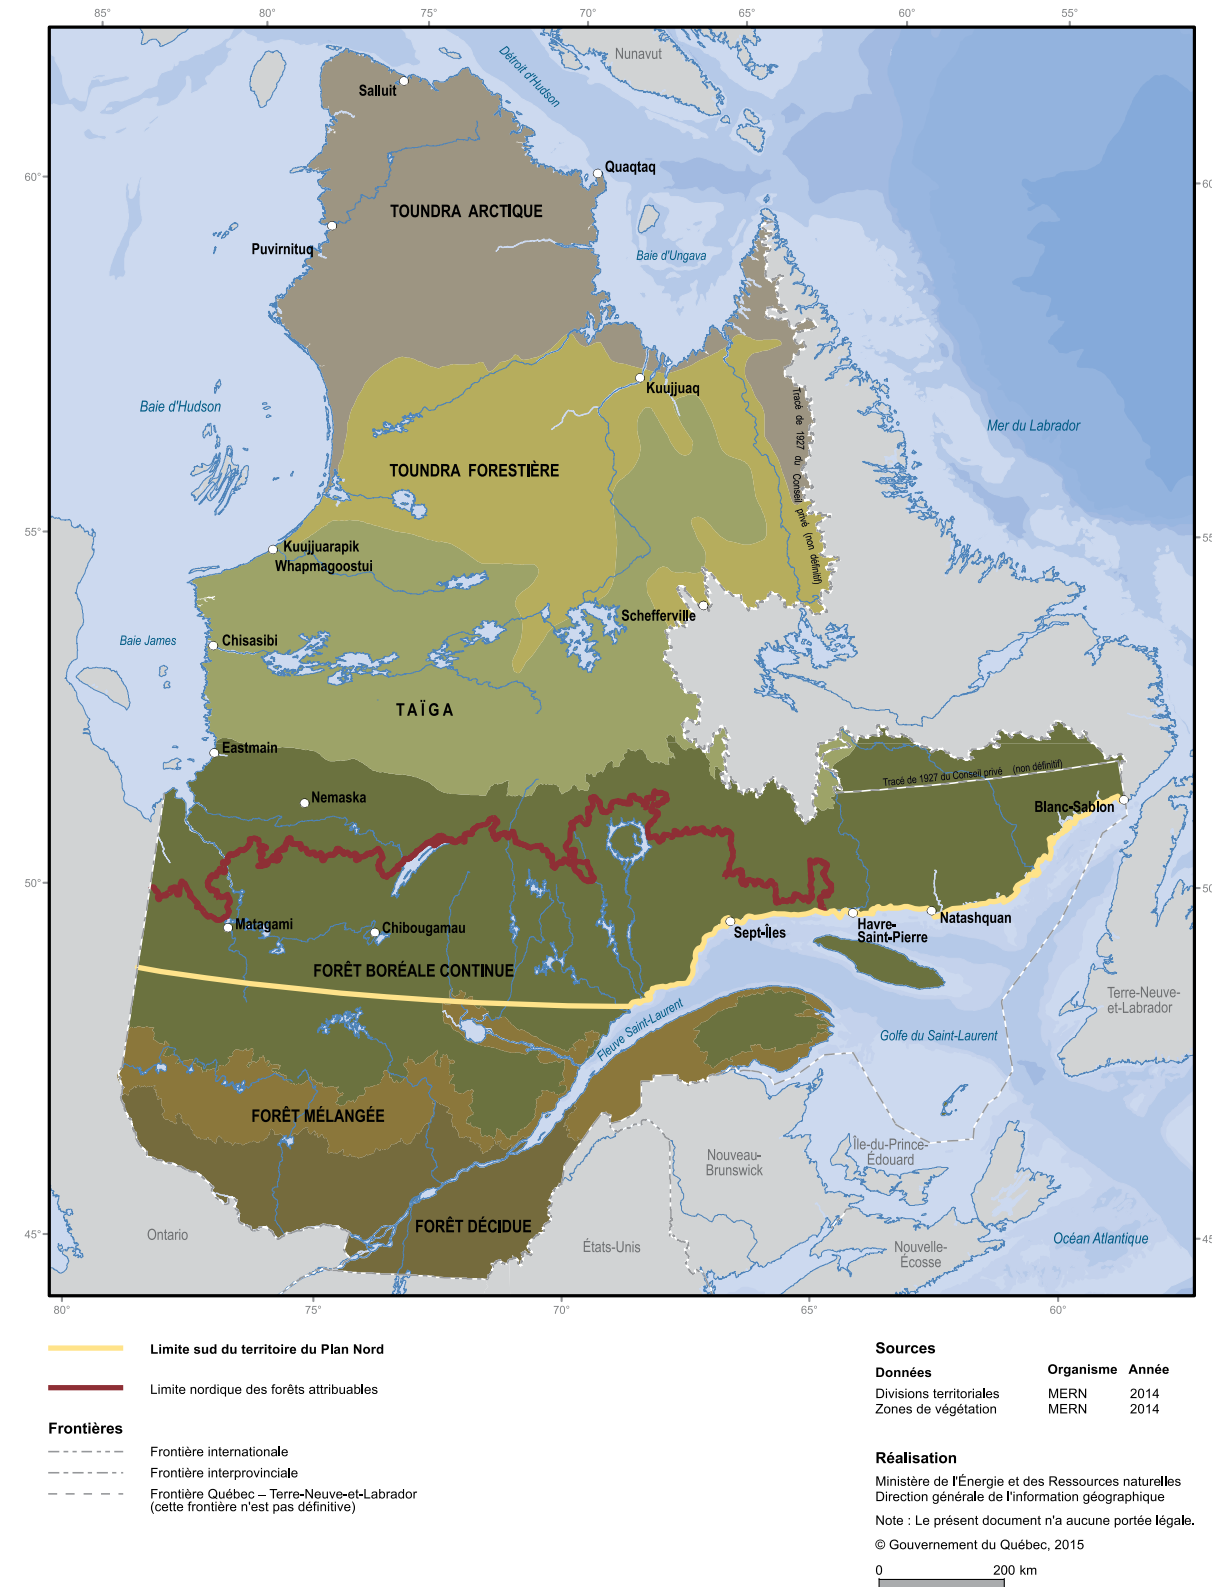 85°
80°
75°
70°
65°
60°
55°
Nunavut
Détroit d'Hudson
Salluit
Quaqtaq
60°
60
TOUNDRA ARCTIQUE
Puvirnituq
Baie d'Ungava
Kuujjuaq
Baie d'Hudson
Mer du Labrador
Tracé de 1927 du Conseil privé (non définitif)
TOUNDRA FORESTIÈRE
55°
55
Kuujjuarapik
Whapmagoostui
Schefferville
Baie James
Chisasibi
TAÏGA
Eastmain
Tracé de 1927 du Conseil privé (non définitif)
Nemaska
Blanc-Sablon
50°
50
Matagami
Chibougamau
Sept-Îles
Havre-
Saint-Pierre
Natashquan
FORÊT BORÉALE CONTINUE
Fleuve Saint-Laurent
Terre-Neuve-
et-Labrador
Golfe du Saint-Laurent
FORÊT MÉLANGÉE
Nouveau-
Brunswick
Île-du-Prince-
Édouard
FORÊT DÉCIDUE
45°
45
Ontario
États-Unis
Nouvelle-
Écosse
Océan Atlantique
80°
75°
70°
65°
60°
Limite sud du territoire du Plan Nord
Limite nordique des forêts attribuables
Frontières
Frontière internationale
Frontière interprovinciale
Frontière Québec – Terre-Neuve-et-Labrador
(cette frontière n'est pas définitive)
Sources
Données Organisme Année
Divisions territoriales MERN 2014
Zones de végétation MERN 2014
Réalisation
Ministère de l'Énergie et des Ressources naturelles
Direction générale de l'information géographique
Note : Le présent document n'a aucune portée légale.
© Gouvernement du Québec, 2015
0 200 km